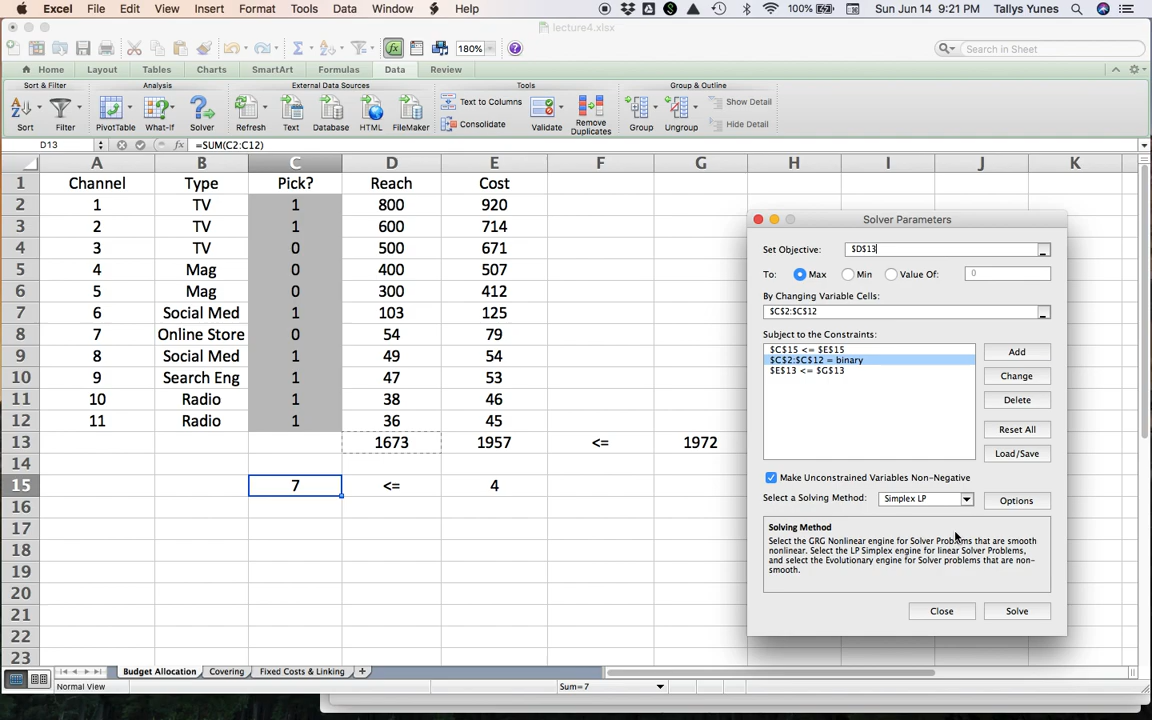 Excel File Edit View Insert Format Tools Data Window Help 100% Sun Jun 14 9:21 PM Tallys Yunes
lecture4.xlsx
180% Search in Sheet
Home Layout Tables Charts SmartArt Formulas Data Review
Sort & Filter Analysis External Data Sources Tools Group & Outline
Text to Columns Show Detail
Consolidate Hide Detail
Sort Filter PivotTable What-If Solver Refresh Text Database HTML FileMaker Validate Remove Duplicates Group Ungroup
D13 fx =SUM(C2:C12)
A B C D E F G H I J K
1 Channel Type Pick? Reach Cost
2 1 TV 1 800 920
3 2 TV 1 600 714
4 3 TV 0 500 671
5 4 Mag 0 400 507
6 5 Mag 0 300 412
7 6 Social Med 1 103 125
8 7 Online Store 0 54 79
9 8 Social Med 1 49 54
10 9 Search Eng 1 47 53
11 10 Radio 1 38 46
12 11 Radio 1 36 45
13 1673 1957 <= 1972
14
15 7 <= 4
16
17
18
19
20
21
22
23
Solver Parameters
Set Objective: $D$13
To: Max Min Value Of: 0
By Changing Variable Cells:
$C$2:$C$12
Subject to the Constraints:
$C$15 <= $E$15
$C$2:$C$12 = binary
$E$13 <= $G$13
Add
Change
Delete
Reset All
Load/Save
Make Unconstrained Variables Non-Negative
Select a Solving Method: Simplex LP Options
Solving Method
Select the GRG Nonlinear engine for Solver Problems that are smooth
nonlinear. Select the LP Simplex engine for linear Solver Problems,
and select the Evolutionary engine for Solver problems that are non-
smooth.
Close Solve
Budget Allocation Covering Fixed Costs & Linking
Normal View Sum=7